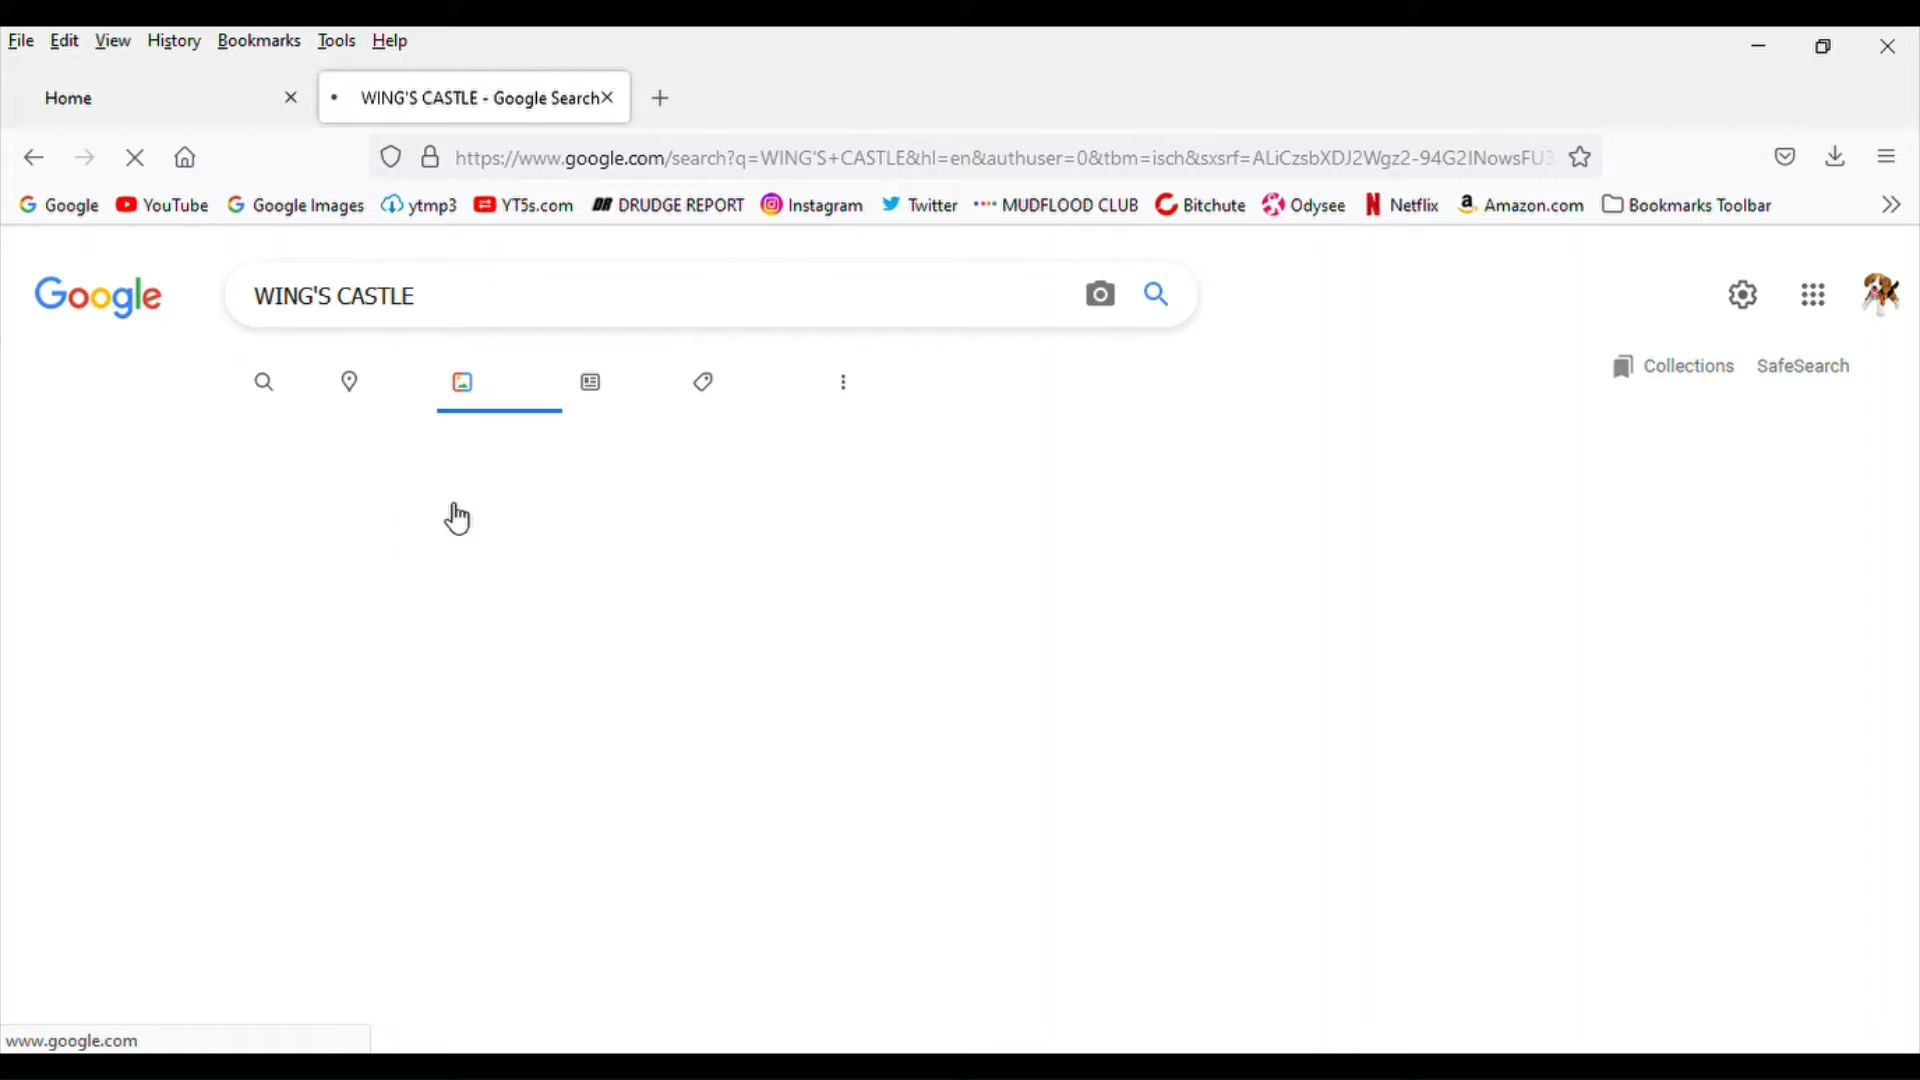 File Edit View History Bookmarks Tools Help
Home WING'S CASTLE - Google Search
https://www.google.com/search?q=WING'S+CASTLE&hl=en&authuser=0&tbm=isch&sxsrf=ALiCzsbXDJ2Wgz2-94G2INowsFU3
Google YouTube Google Images ytmp3 YT5s.com DRUDGE REPORT Instagram Twitter MUDFLOOD CLUB Bitchute Odysee Netflix Amazon.com Bookmarks Toolbar
Google WING'S CASTLE
Collections SafeSearch
www.google.com